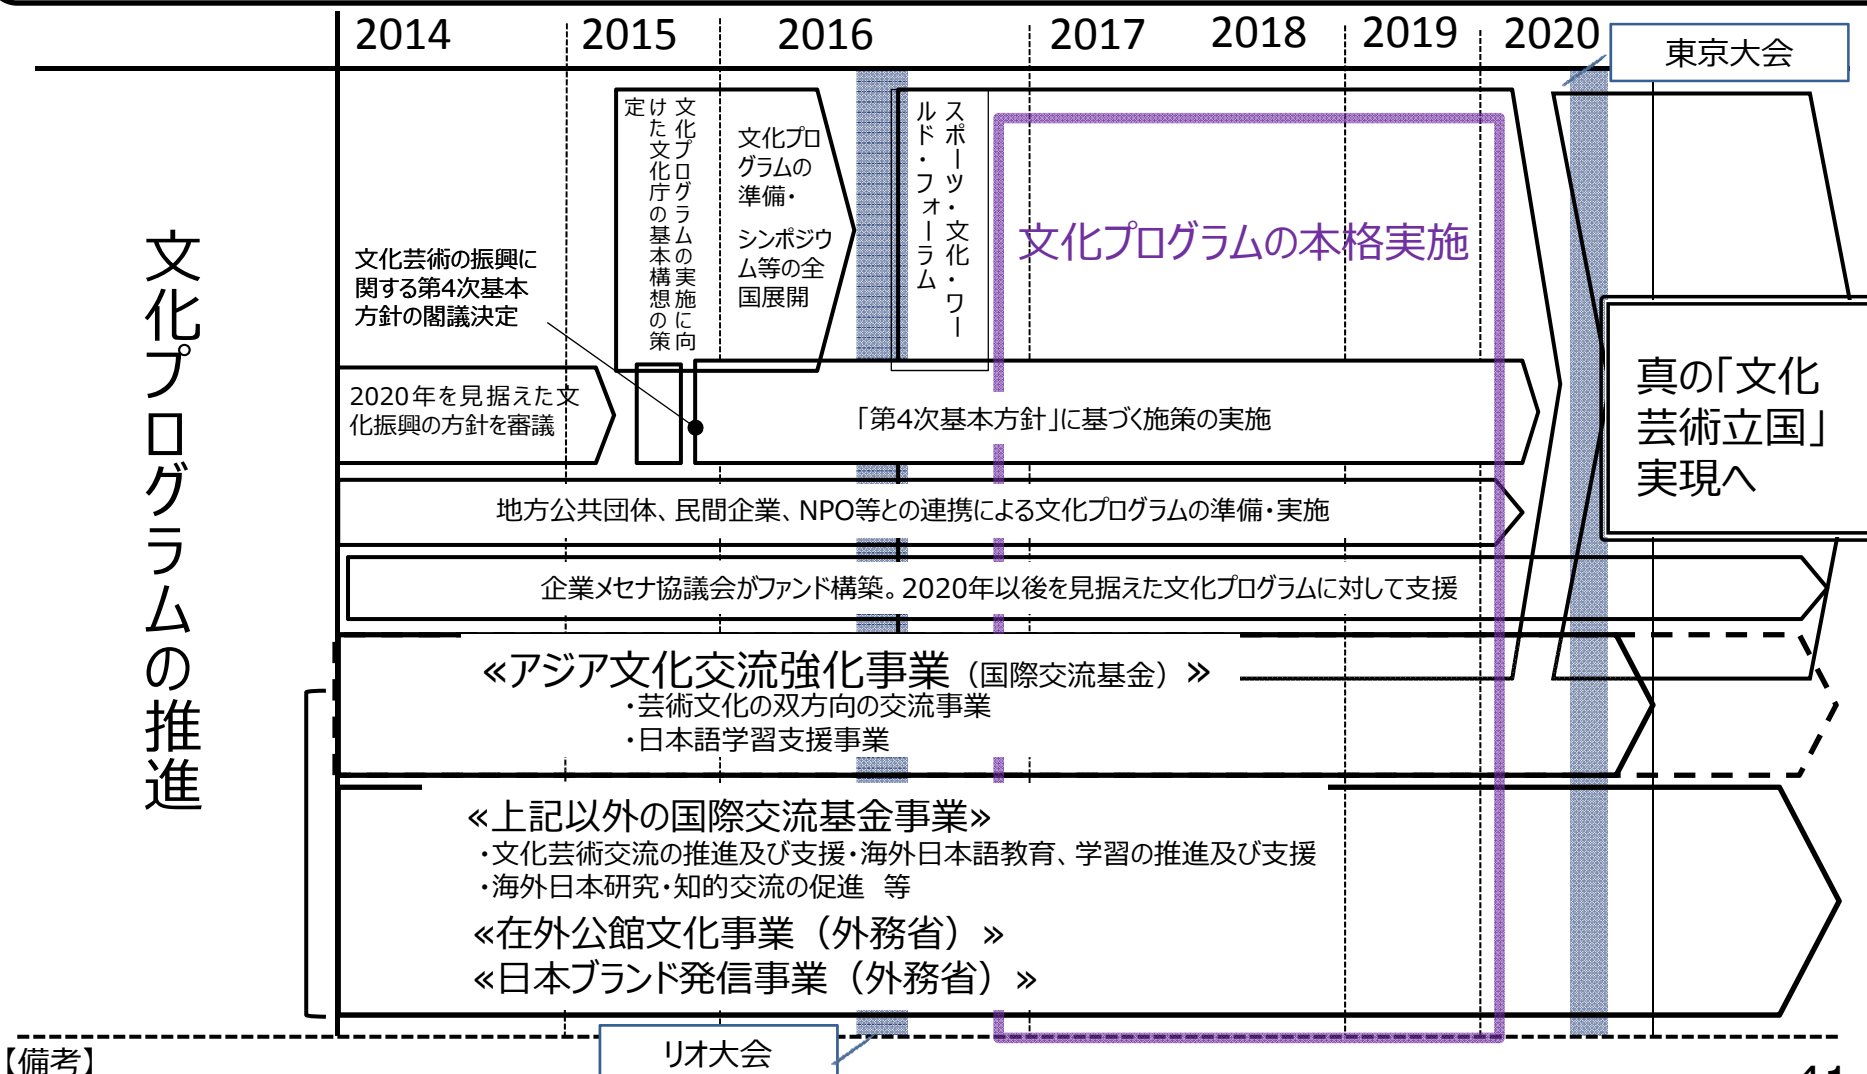 2014
2015
2016
2017
2018
2019
2020
東京大会
文化プログラムの推進
文化芸術の振興に
関する第4次基本
方針の閣議決定
文化プログラムの実施に向
けた文化庁の基本構想の策
定
文化プロ
グラムの
準備・
シンポジウ
ム等の全
国展開
スポーツ・文化・ワー
ルド・フォーラム
文化プログラムの本格実施
2020年を見据えた文
化振興の方針を審議
「第4次基本方針」に基づく施策の実施
真の「文化
芸術立国」
実現へ
地方公共団体、民間企業、NPO等との連携による文化プログラムの準備・実施
企業メセナ協議会がファンド構築。2020年以後を見据えた文化プログラムに対して支援
«アジア文化交流強化事業（国際交流基金）»
・芸術文化の双方向の交流事業
・日本語学習支援事業
«上記以外の国際交流基金事業»
・文化芸術交流の推進及び支援・海外日本語教育、学習の推進及び支援
・海外日本研究・知的交流の促進　等
«在外公館文化事業（外務省）»
«日本ブランド発信事業（外務省）»
リオ大会
【備考】